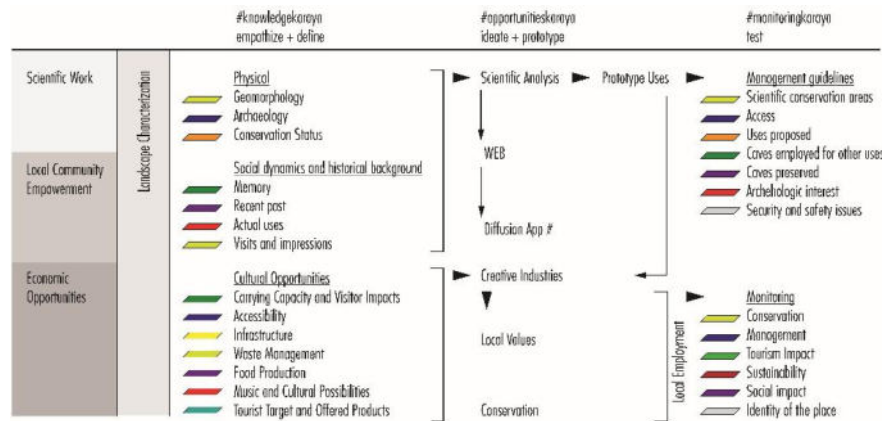 #knowledgekaraya
empathize + define
#opportunitieskaraya
ideate + prototype
#monitoringkaraya
test
Scientific Work
Local Community
Empowerment
Economic
Opportunities
Landscape Characterization
Physical
Geomorphology
Archaeology
Conservation Status
Social dynamics and historical background
Memory
Recent past
Actual uses
Visits and impressions
Cultural Opportunities
Carrying Capacity and Visitor Impacts
Accessibility
Infrastructure
Waste Management
Food Production
Music and Cultural Possibilities
Tourist Target and Offered Products
Scientific Analysis
Prototype Uses
WEB
Diffusion App #
Creative Industries
Local Values
Conservation
Local Employment
Management guidelines
Scientific conservation areas
Access
Uses proposed
Caves employed for other uses
Caves preserved
Archehologic interest
Security and safety issues
Monitoring
Conservation
Management
Tourism Impact
Sustainability
Social impact
Identity of the place